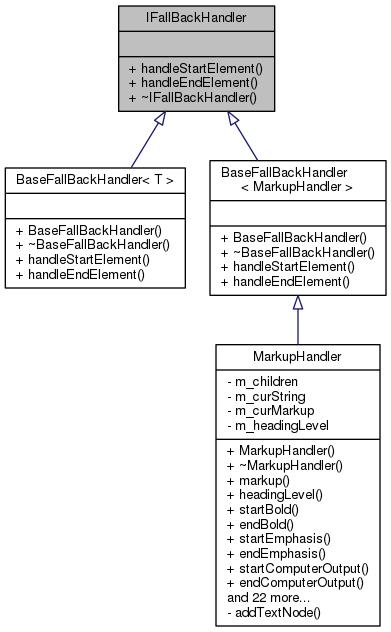 IFallBackHandler
+ handleStartElement()
+ handleEndElement()
+ ~IFallBackHandler()
BaseFallBackHandler< T >
+ BaseFallBackHandler()
+ ~BaseFallBackHandler()
+ handleStartElement()
+ handleEndElement()
BaseFallBackHandler
< MarkupHandler >
+ BaseFallBackHandler()
+ ~BaseFallBackHandler()
+ handleStartElement()
+ handleEndElement()
MarkupHandler
- m_children
- m_curString
- m_curMarkup
- m_headingLevel
+ MarkupHandler()
+ ~MarkupHandler()
+ markup()
+ headingLevel()
+ startBold()
+ endBold()
+ startEmphasis()
+ endEmphasis()
+ startComputerOutput()
+ endComputerOutput()
and 22 more...
- addTextNode()